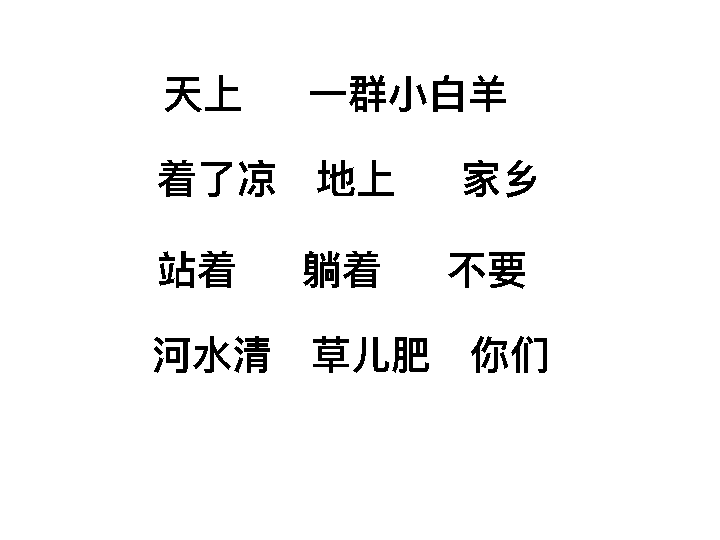 天上 一群小白羊
着了凉 地上 家乡
站着 躺着 不要
河水清 草儿肥 你们